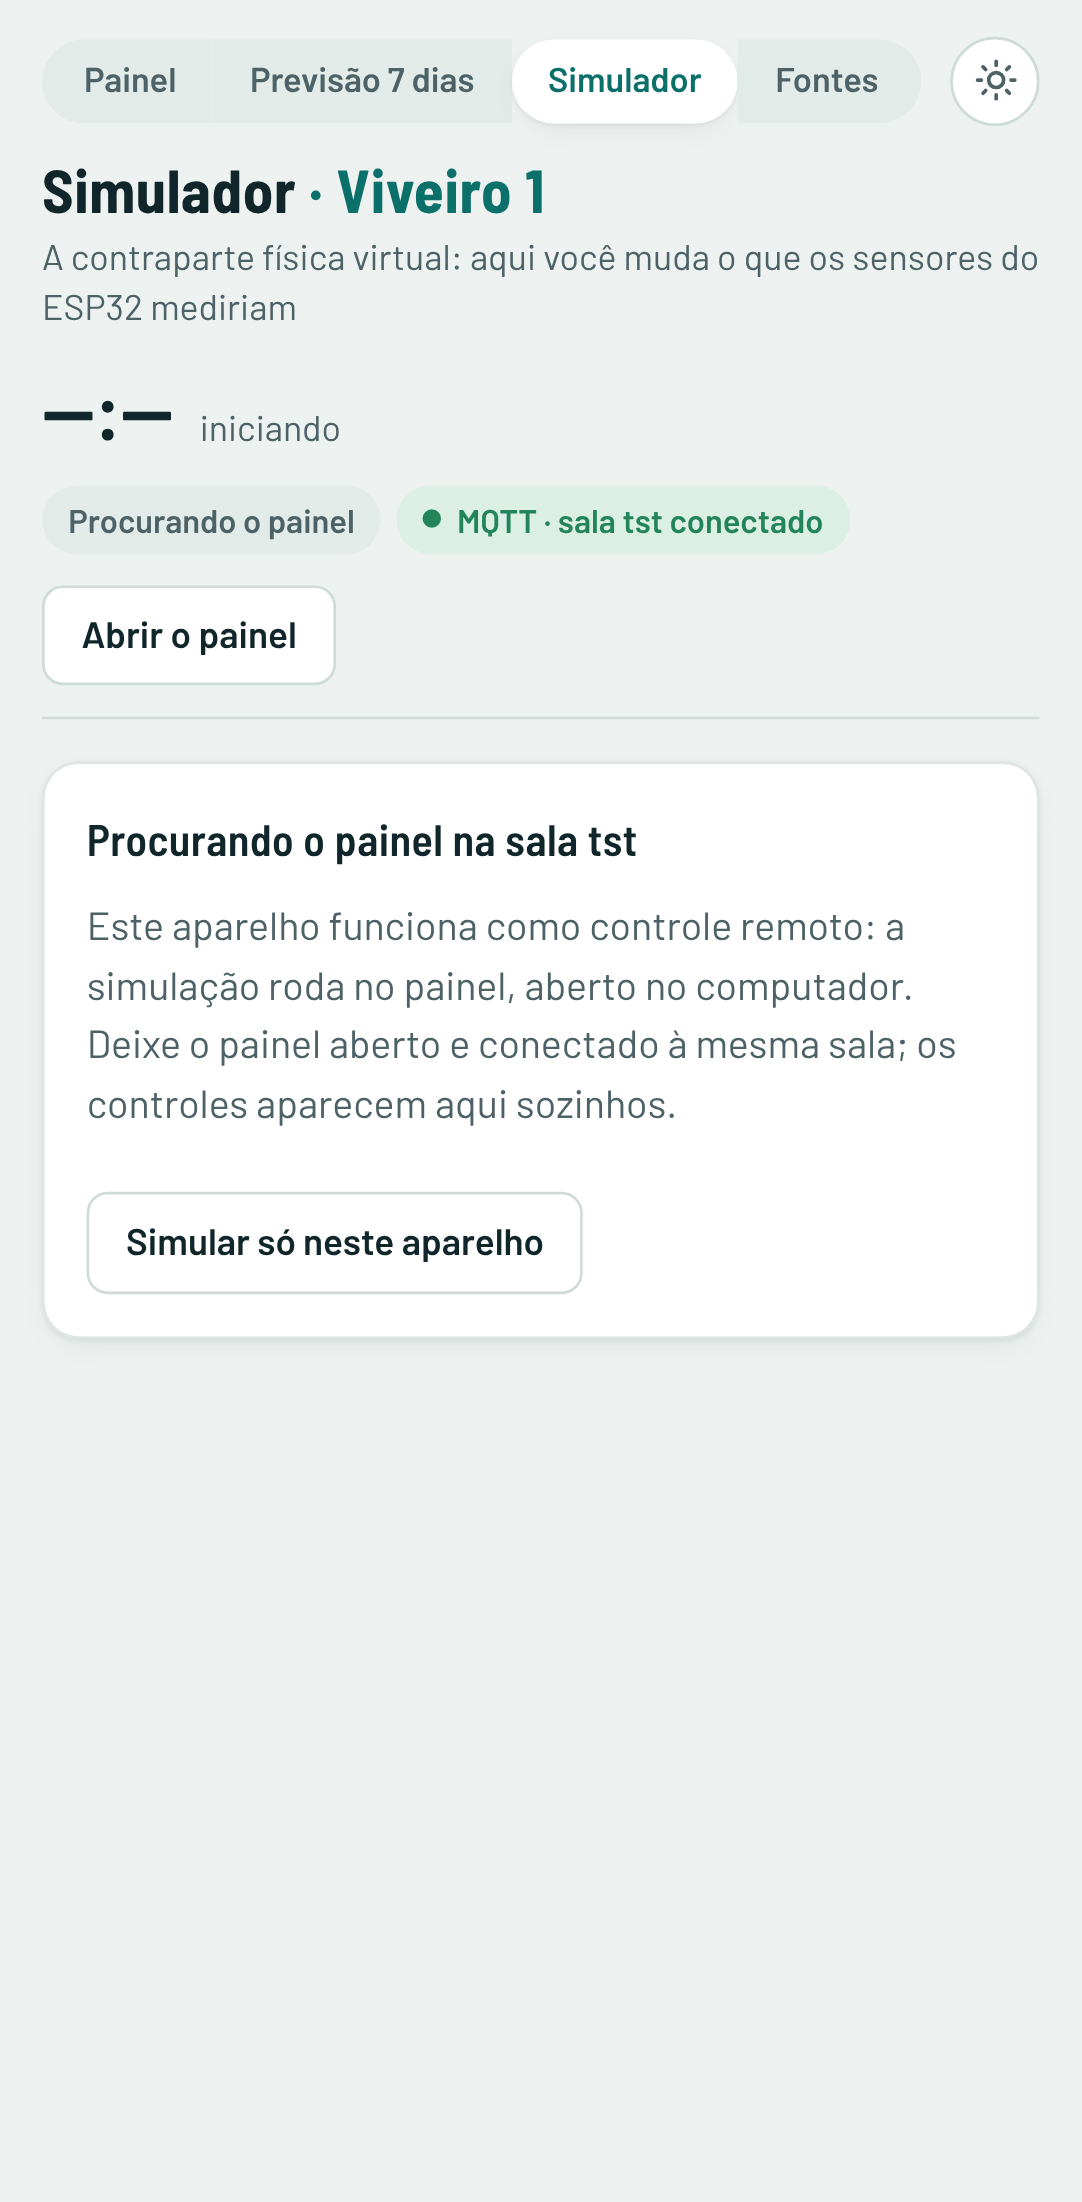 Painel Previsão 7 dias Simulador Fontes
Simulador · Viveiro 1
A contraparte física virtual: aqui você muda o que os sensores do
ESP32 mediriam
—:— iniciando
Procurando o painel MQTT · sala tst conectado
Abrir o painel
Procurando o painel na sala tst
Este aparelho funciona como controle remoto: a
simulação roda no painel, aberto no computador.
Deixe o painel aberto e conectado à mesma sala; os
controles aparecem aqui sozinhos.
Simular só neste aparelho